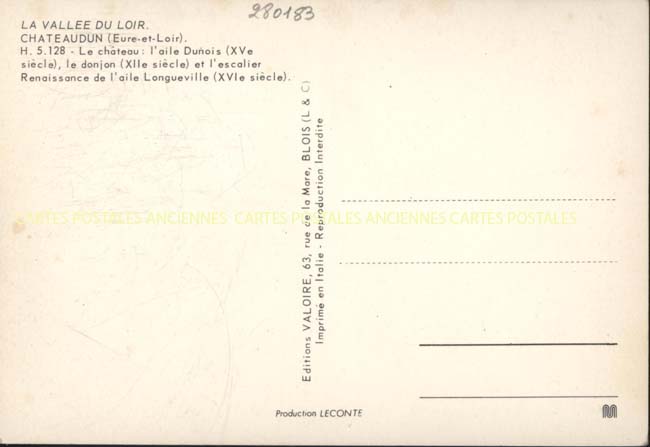 280183
LA VALLEE DU LOIR.
CHATEAUDUN (Eure-et-Loir).
H. 5.128 - Le château : l'aile Dunois (XVe
siècle), le donjon (XIIe siècle) et l'escalier
Renaissance de l'aile Longueville (XVIe siècle).
Editions VALOIRE, 63, rue de la Mare, BLOIS (L & C)
Imprimé en Italie - Reproduction Interdite
CARTES POSTALES ANCIENNES CARTES POSTALES ANCIENNES CARTES POSTALES
Production LECONTE
M